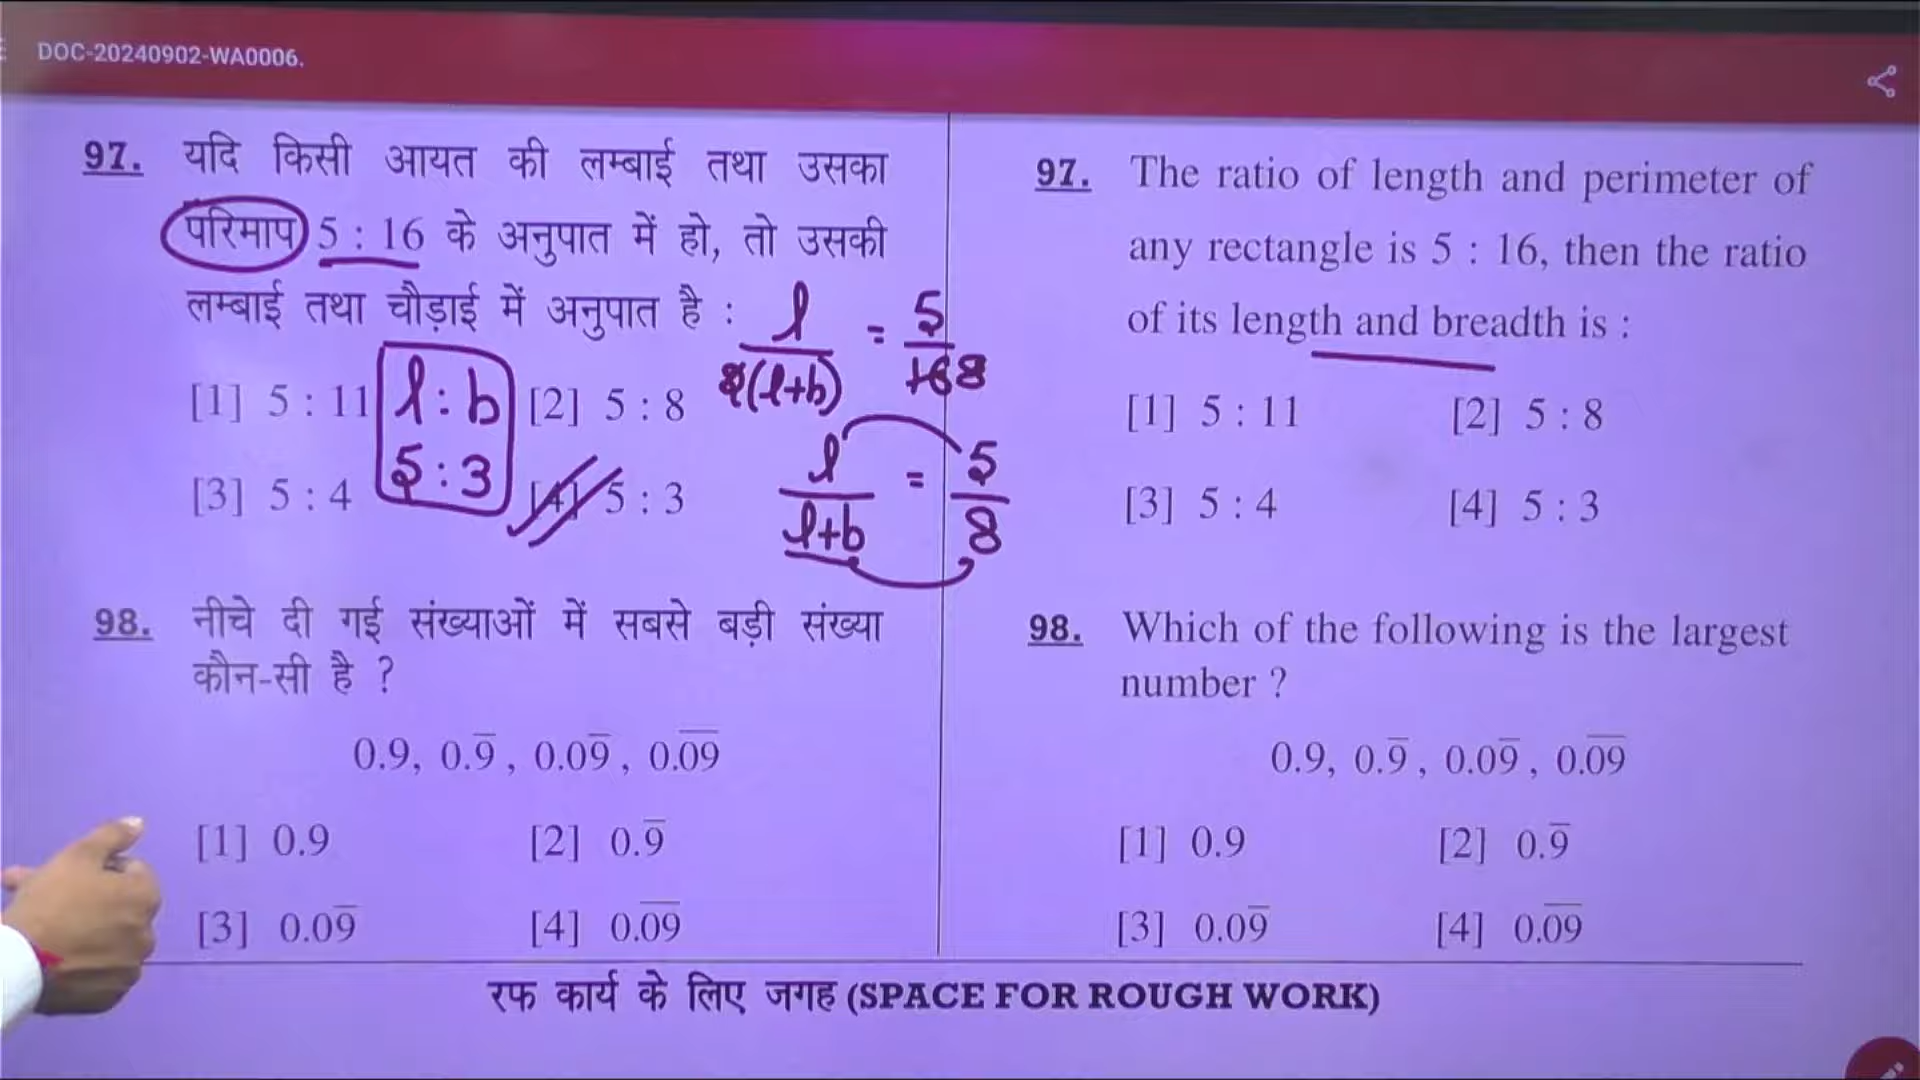 DOC-20240902-WA0006.
97. यदि किसी आयत की लम्बाई तथा उसका
परिमाप 5 : 16 के अनुपात में हो, तो उसकी
लम्बाई तथा चौड़ाई में अनुपात है :
[1] 5 : 11 [2] 5 : 8
[3] 5 : 4 [4] 5 : 3
l : b
5 : 3
l/2(l+b) = 5/16 8
l/l+b = 5/8
98. नीचे दी गई संख्याओं में सबसे बड़ी संख्या
कौन-सी है ?
0.9, 0.9̅, 0.09̅, 0.0̅9̅
[1] 0.9 [2] 0.9̅
[3] 0.09̅ [4] 0.0̅9̅
97. The ratio of length and perimeter of
any rectangle is 5 : 16, then the ratio
of its length and breadth is :
[1] 5 : 11 [2] 5 : 8
[3] 5 : 4 [4] 5 : 3
98. Which of the following is the largest
number ?
0.9, 0.9̅, 0.09̅, 0.0̅9̅
[1] 0.9 [2] 0.9̅
[3] 0.09̅ [4] 0.0̅9̅
रफ कार्य के लिए जगह (SPACE FOR ROUGH WORK)